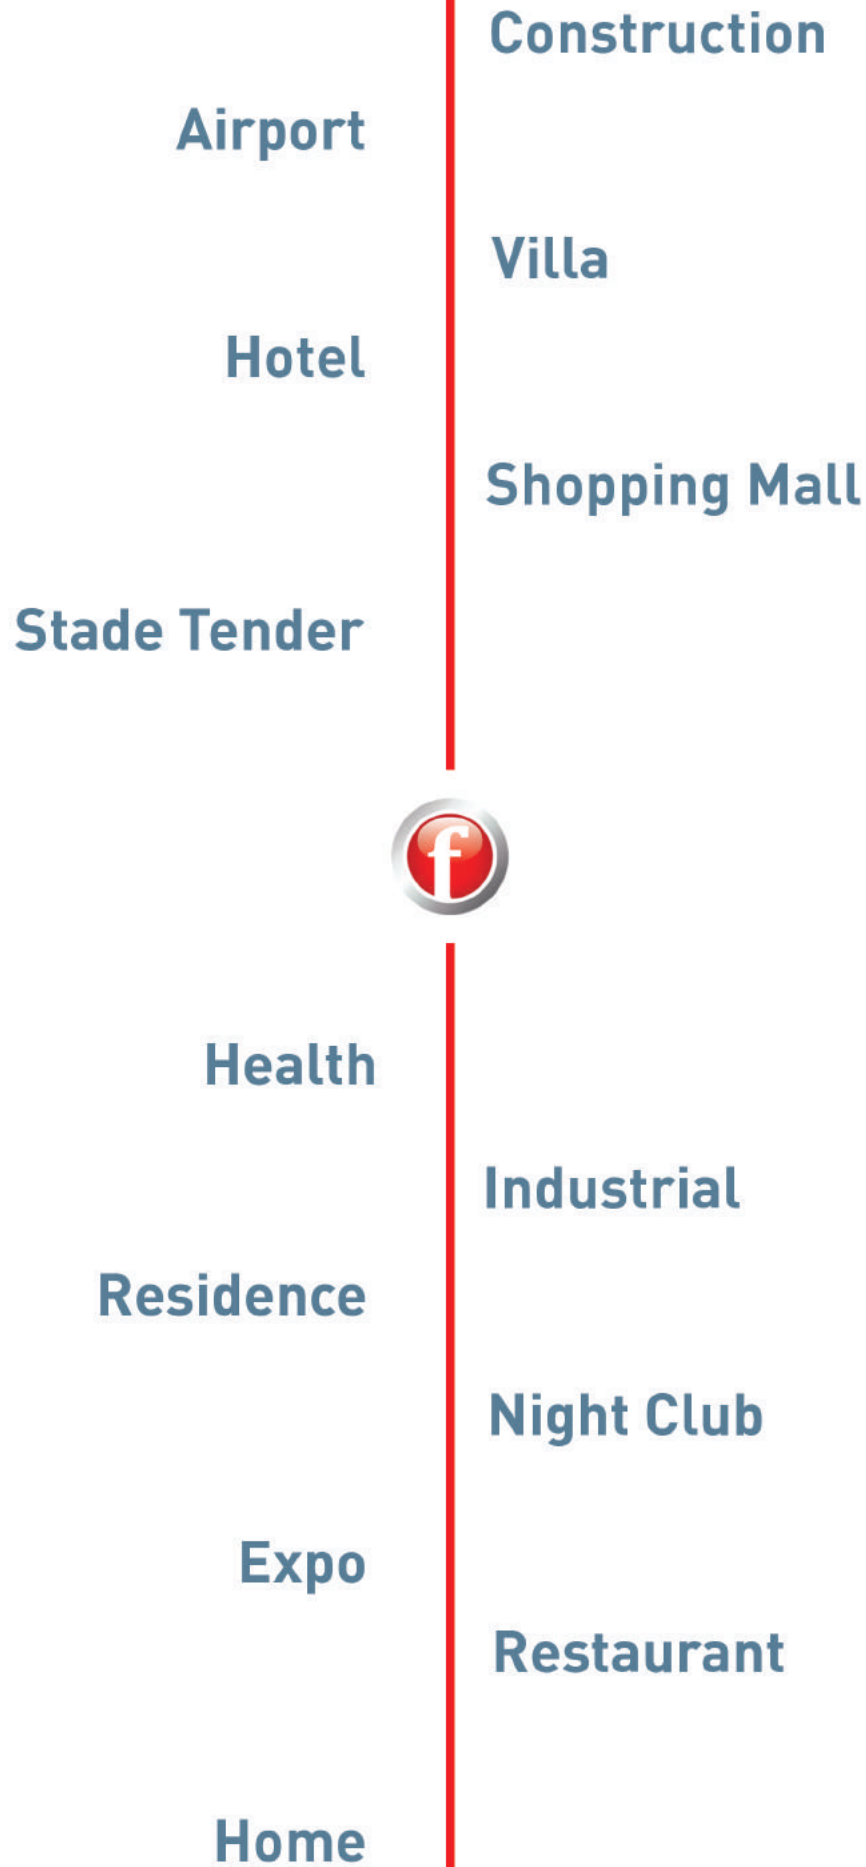 Construction
Airport
Villa
Hotel
Shopping Mall
Stade Tender
f
Health
Industrial
Residence
Night Club
Expo
Restaurant
Home